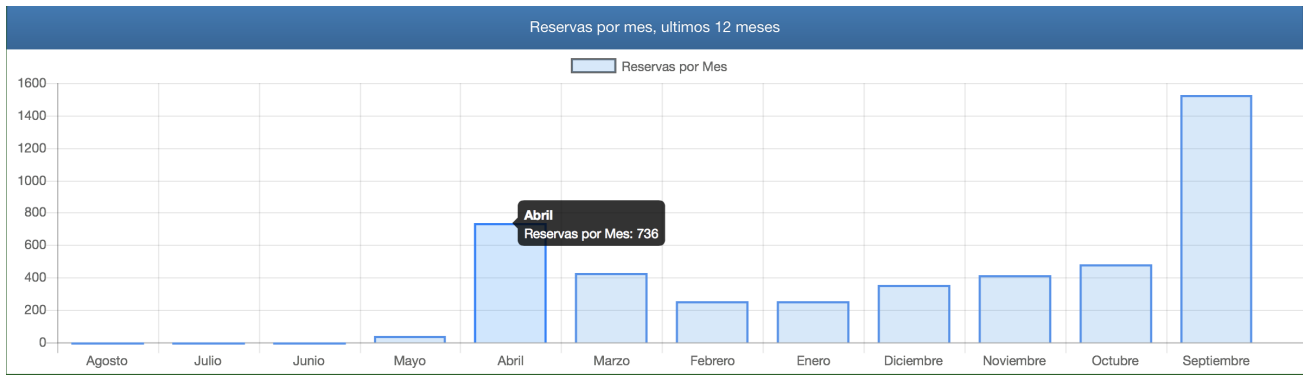 Reservas por mes, ultimos 12 meses
Reservas por Mes
1600
1400
1200
1000
800
600
400
200
0
Abril
Reservas por Mes: 736
Agosto Julio Junio Mayo Abril Marzo Febrero Enero Diciembre Noviembre Octubre Septiembre